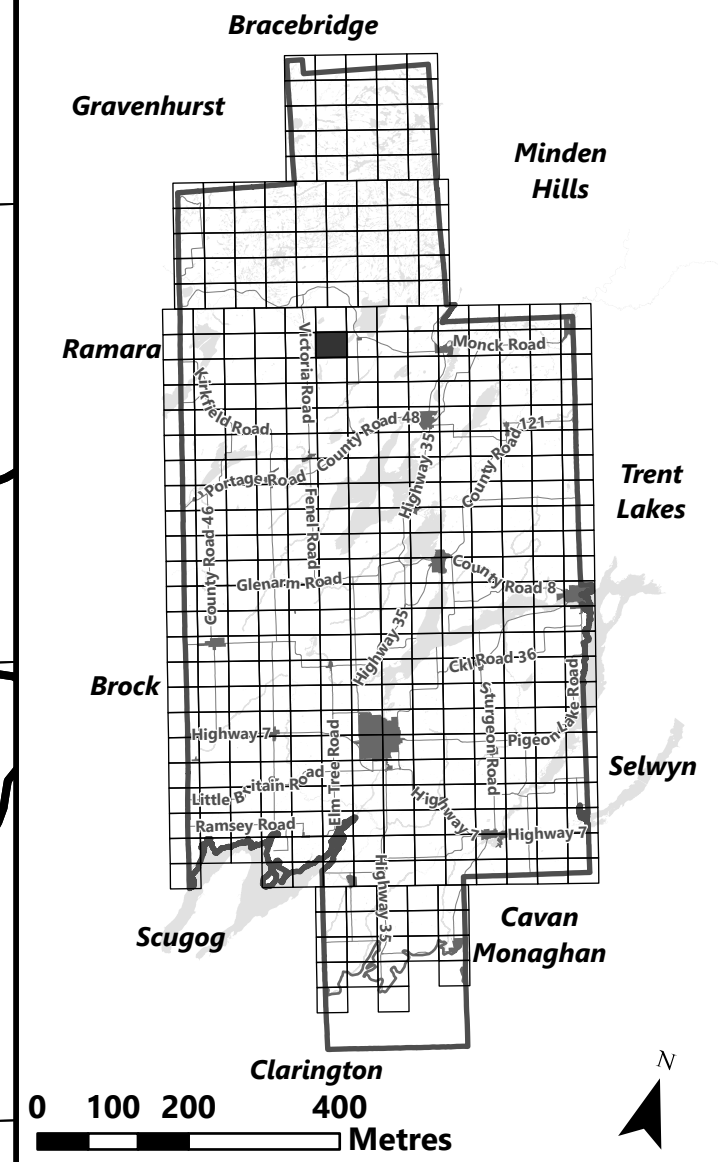 Bracebridge
Gravenhurst
Minden
Hills
Ramara
Victoria Road
Monck Road
Kirkfield Road
County Road 48
121
County Road
Highway 35
Trent
Lakes
Portage Road
Fenel Road
County Road 46
Glenarm Road
County Road 8
Highway 35
Ckl Road 36
Brock
Sturgeon Road
Pigeon Lake Road
Highway 7
Elm Tree Road
Selwyn
Little Britain Road
Highway 7
Ramsey Road
Highway 7
Highway 35
Scugog
Cavan
Monaghan
Clarington
N
0 100 200 400
Metres